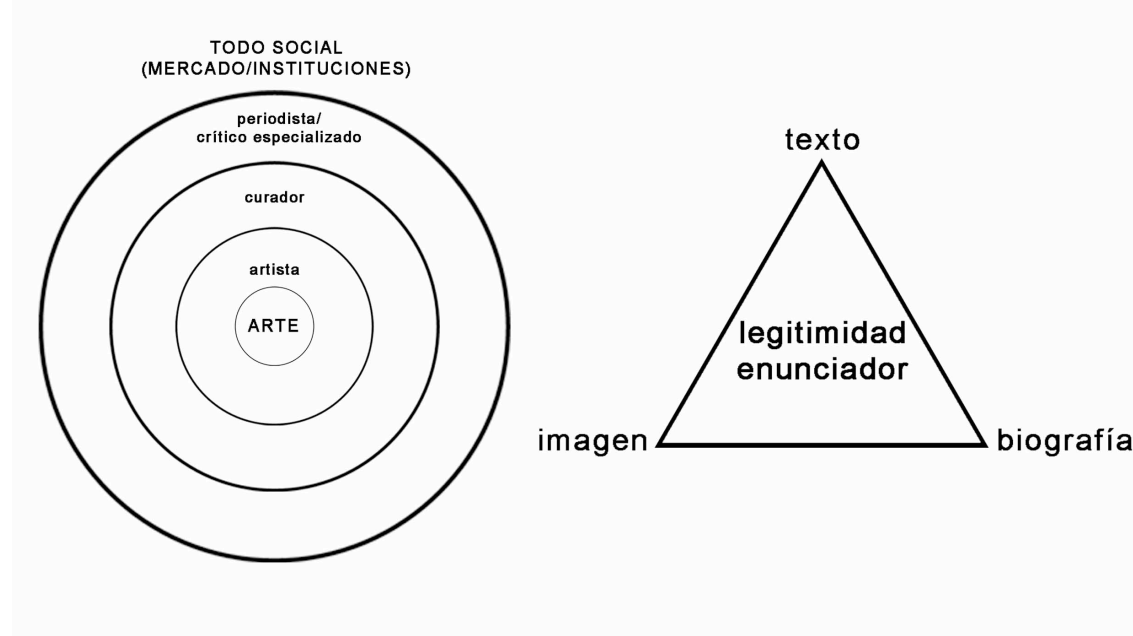 TODO SOCIAL
(MERCADO/INSTITUCIONES)
periodista/
crítico especializado
curador
artista
ARTE
texto
legitimidad
enunciador
imagen
biografía